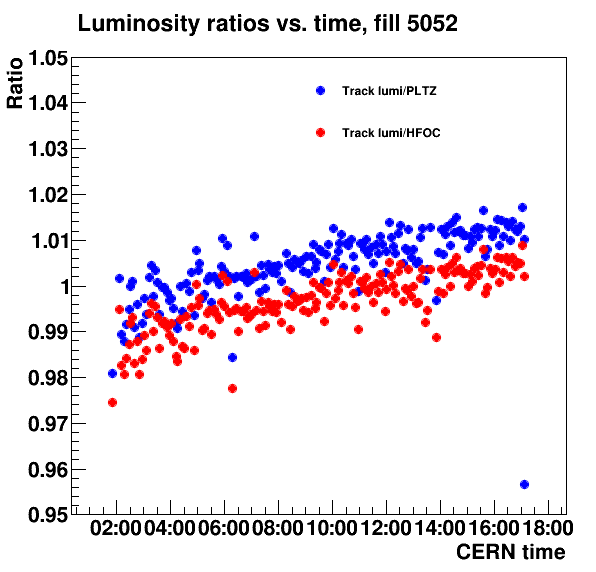 Luminosity ratios vs. time, fill 5052
Ratio
1.05
1.04
1.03
1.02
1.01
1
0.99
0.98
0.97
0.96
0.95
Track lumi/PLTZ
Track lumi/HFOC
02:00 04:00 06:00 08:00 10:00 12:00 14:00 16:00 18:00
CERN time